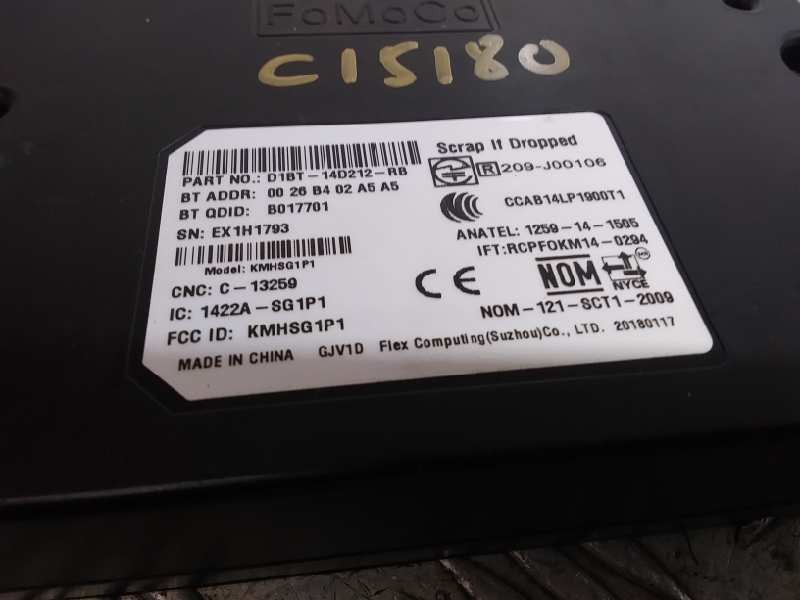 FoMoCo
C15180
Scrap If Dropped
PART NO.: D1BT-14D212-RB
R 209-J00106
BT ADDR: 00 26 B4 02 A5 A5
CCAB14LP1900T1
BT QDID: B017701
SN: EX1H1793
ANATEL: 1259-14-1505
IFT:RCPFOKM14-0294
Model: KMHSG1P1
CE
NOM
NYCE
CNC: C-13259
IC: 1422A-SG1P1
NOM-121-SCT1-2009
FCC ID: KMHSG1P1
MADE IN CHINA GJV1D Flex Computing(Suzhou)Co., LTD. 20180117